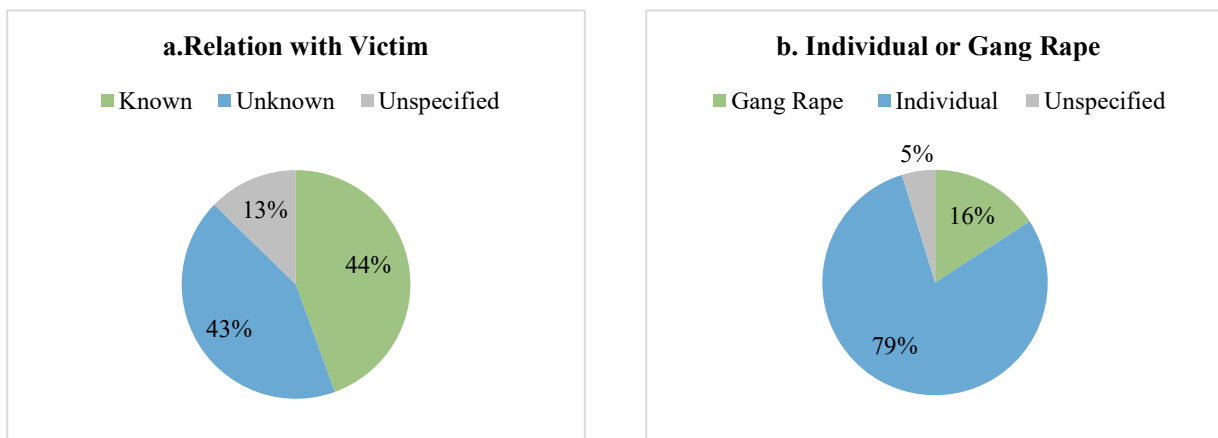 a.Relation with Victim
Known Unknown Unspecified
13%
44%
43%
b. Individual or Gang Rape
Gang Rape Individual Unspecified
5%
16%
79%